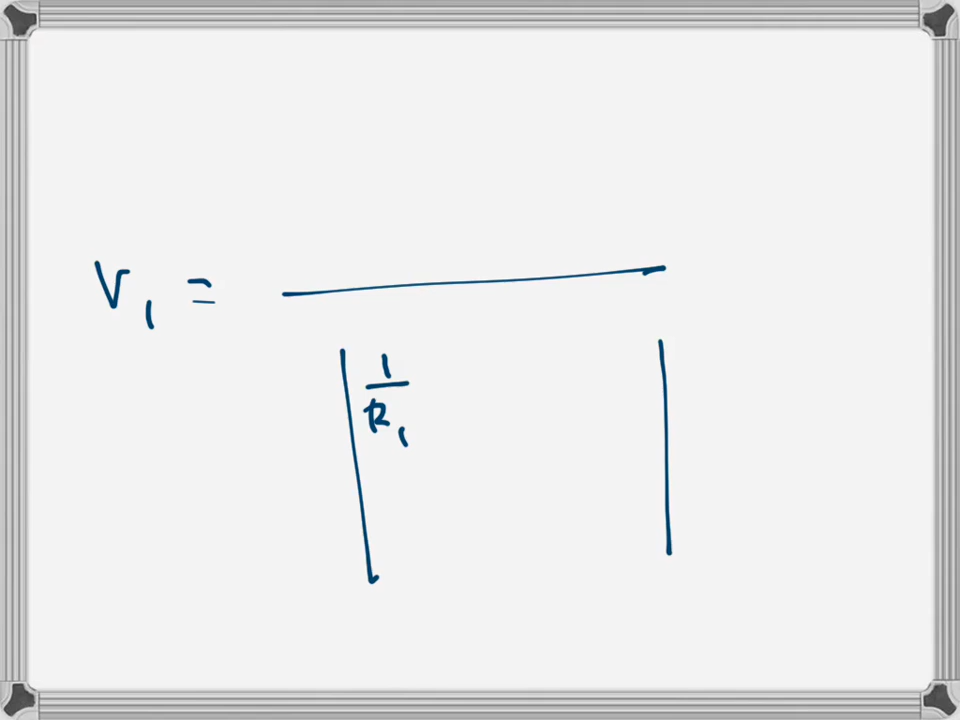 V₁ =
| 1/R₁ |